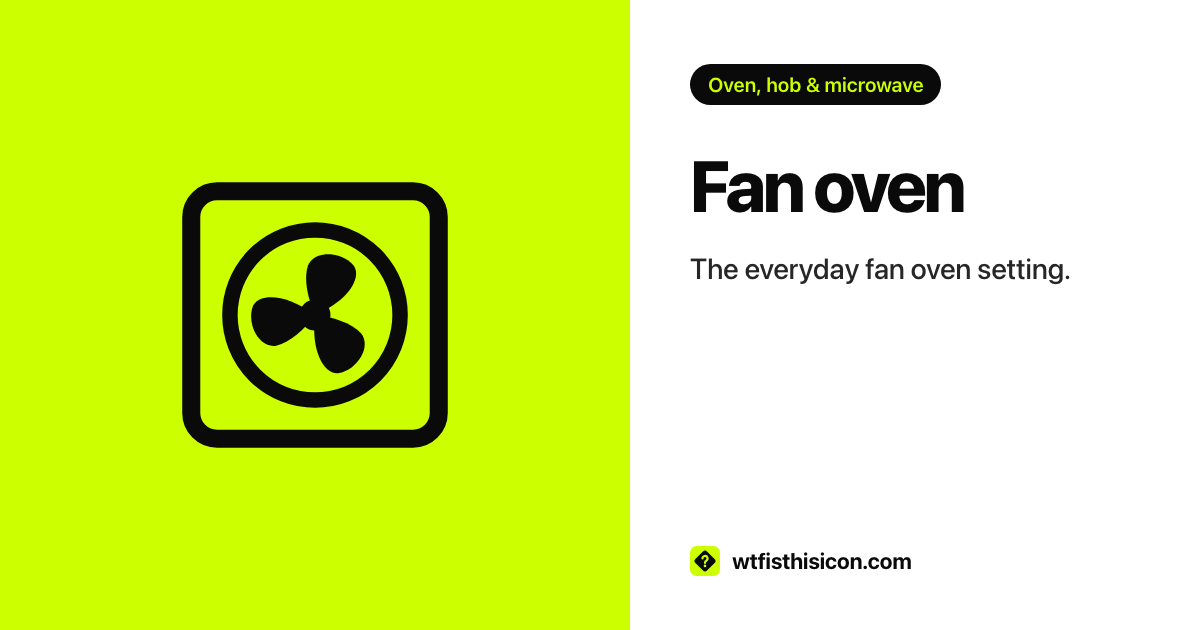 Oven, hob & microwave
Fan oven
The everyday fan oven setting.
?
wtfisthisicon.com